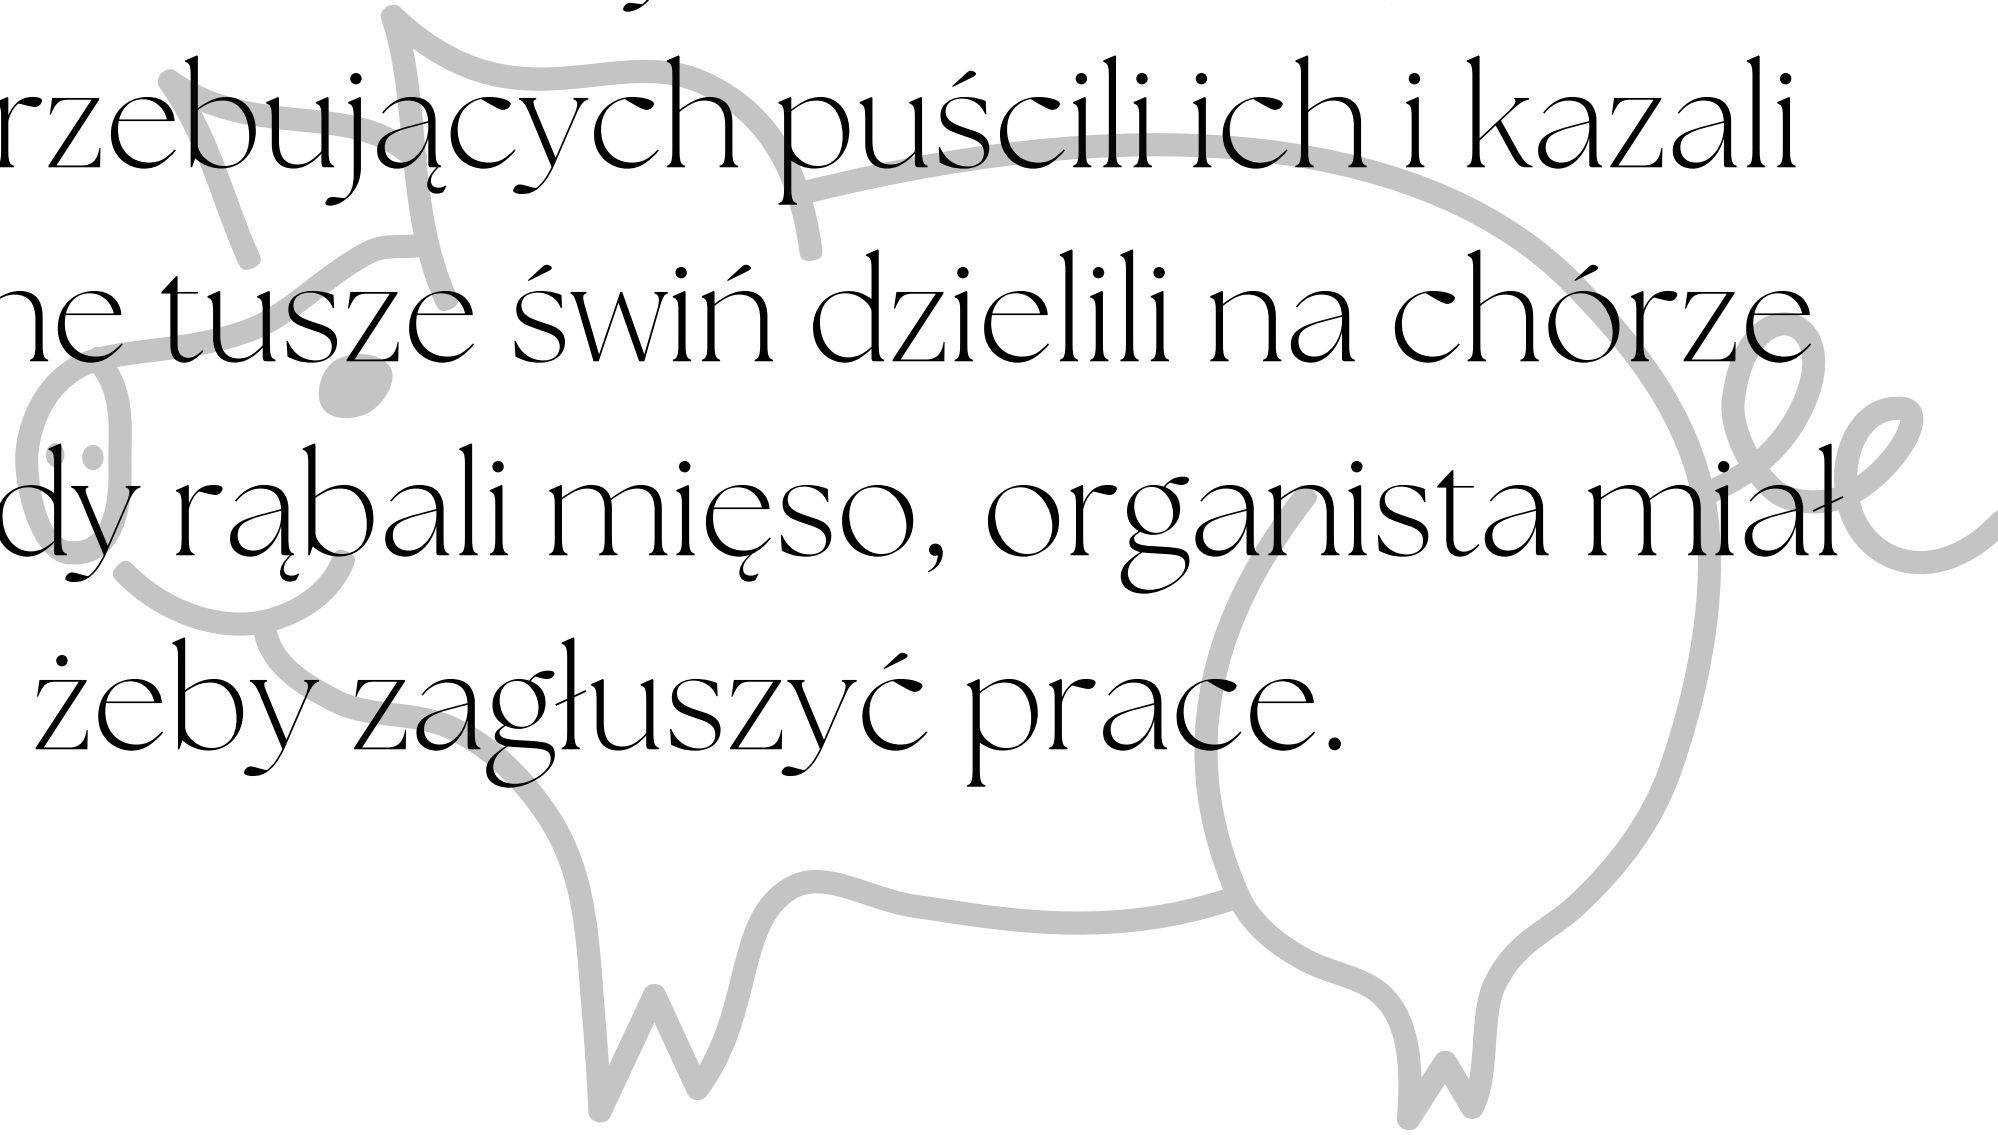 rzebujących puścili ich i kazali
ne tusze świń dzielili na chórze
dy rąbali mięso, organista miał
żeby zagłuszyć prace.